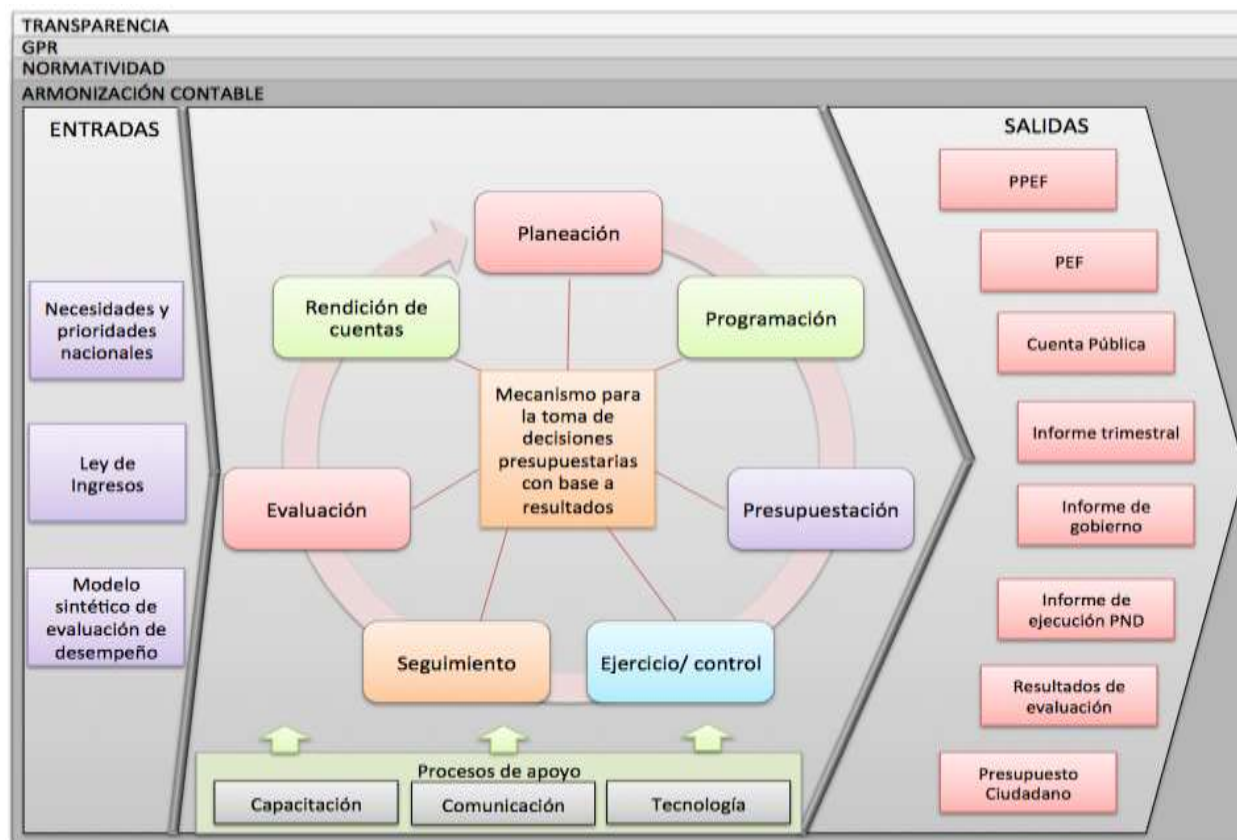 TRANSPARENCIA
GPR
NORMATIVIDAD
ARMONIZACIÓN CONTABLE
ENTRADAS
Necesidades y
prioridades
nacionales
Ley de
Ingresos
Modelo
sintético de
evaluación de
desempeño
Planeación
Programación
Presupuestación
Ejercicio/ control
Seguimiento
Evaluación
Rendición de
cuentas
Mecanismo para
la toma de
decisiones
presupuestarias
con base a
resultados
Procesos de apoyo
Capacitación
Comunicación
Tecnología
SALIDAS
PPEF
PEF
Cuenta Pública
Informe trimestral
Informe de
gobierno
Informe de
ejecución PND
Resultados de
evaluación
Presupuesto
Ciudadano